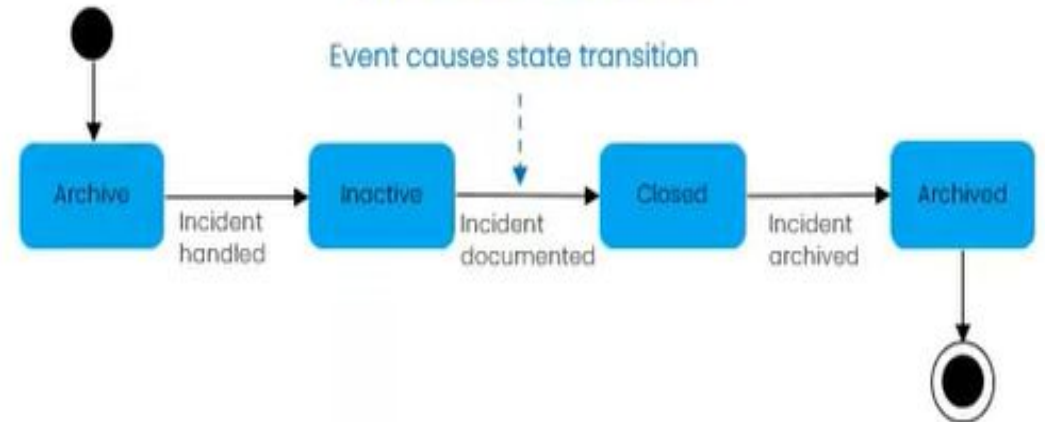 Event causes state transition
Archive
Inactive
Closed
Archived
Incident
handled
Incident
documented
Incident
archived